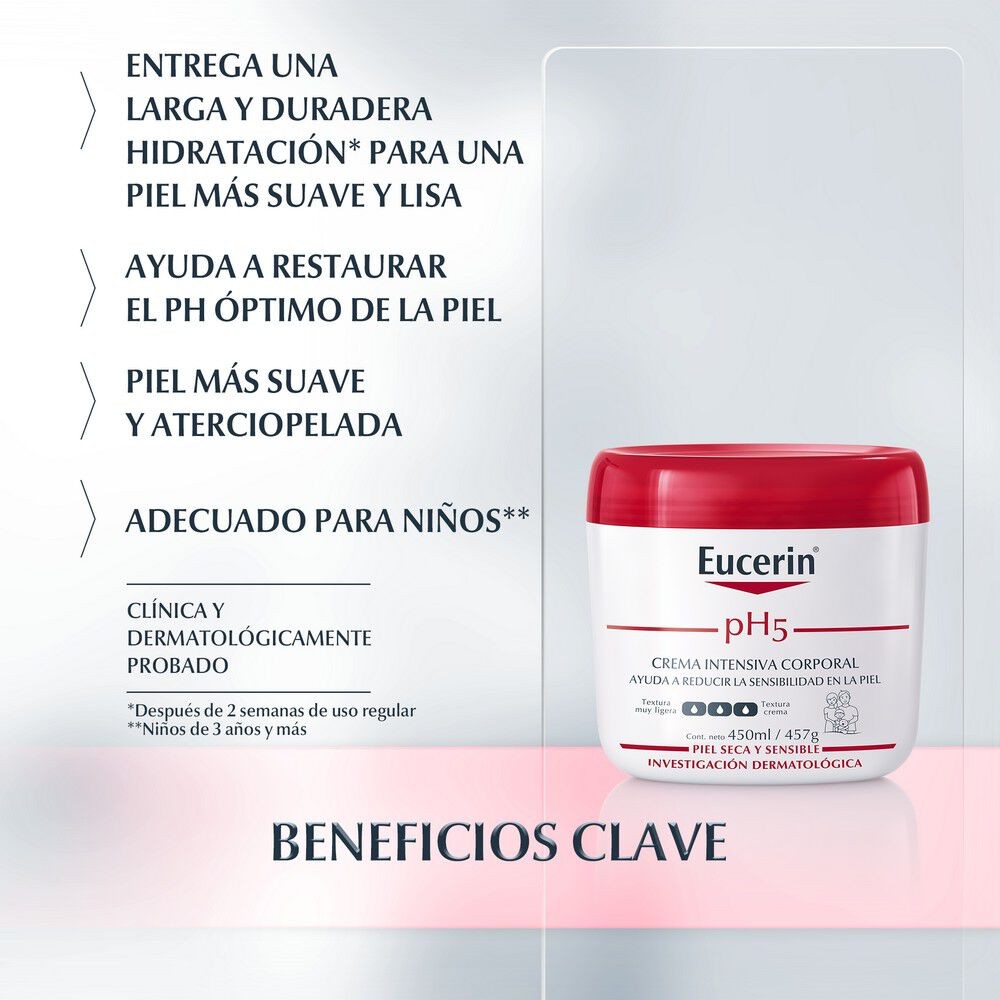 ENTREGA UNA
LARGA Y DURADERA
HIDRATACIÓN* PARA UNA
PIEL MÁS SUAVE Y LISA
AYUDA A RESTAURAR
EL PH ÓPTIMO DE LA PIEL
PIEL MÁS SUAVE
Y ATERCIOPELADA
ADECUADO PARA NIÑOS**
CLÍNICA Y
DERMATOLÓGICAMENTE
PROBADO
*Después de 2 semanas de uso regular
**Niños de 3 años y más
Eucerin®
pH5
CREMA INTENSIVA CORPORAL
AYUDA A REDUCIR LA SENSIBILIDAD EN LA PIEL
Textura muy ligera
Textura crema
Cont. neto 450ml / 457g
PIEL SECA Y SENSIBLE
INVESTIGACIÓN DERMATOLÓGICA
BENEFICIOS CLAVE